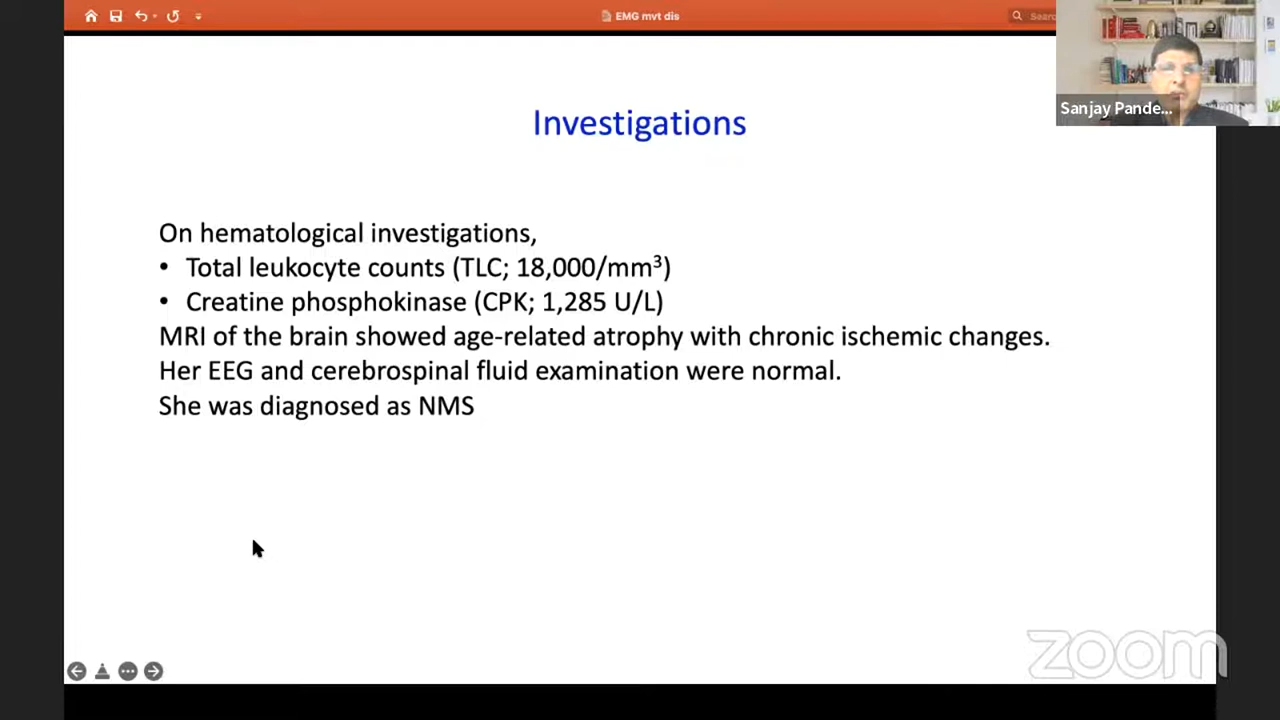 EMG mvt dis
Sear
Sanjay Pande...
Investigations
On hematological investigations,
• Total leukocyte counts (TLC; 18,000/mm³)
• Creatine phosphokinase (CPK; 1,285 U/L)
MRI of the brain showed age-related atrophy with chronic ischemic changes.
Her EEG and cerebrospinal fluid examination were normal.
She was diagnosed as NMS
zoom